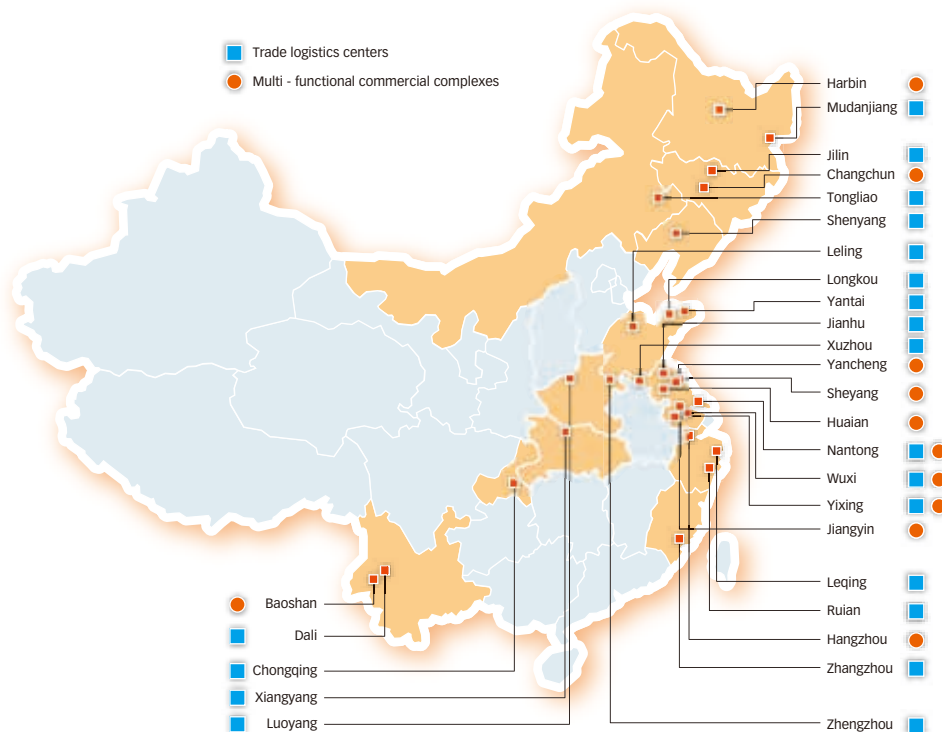 Trade logistics centers
Multi - functional commercial complexes
Harbin
Mudanjiang
Jilin
Changchun
Tongliao
Shenyang
Leling
Longkou
Yantai
Jianhu
Xuzhou
Yancheng
Sheyang
Huaian
Nantong
Wuxi
Yixing
Jiangyin
Leqing
Ruian
Hangzhou
Zhangzhou
Zhengzhou
Baoshan
Dali
Chongqing
Xiangyang
Luoyang